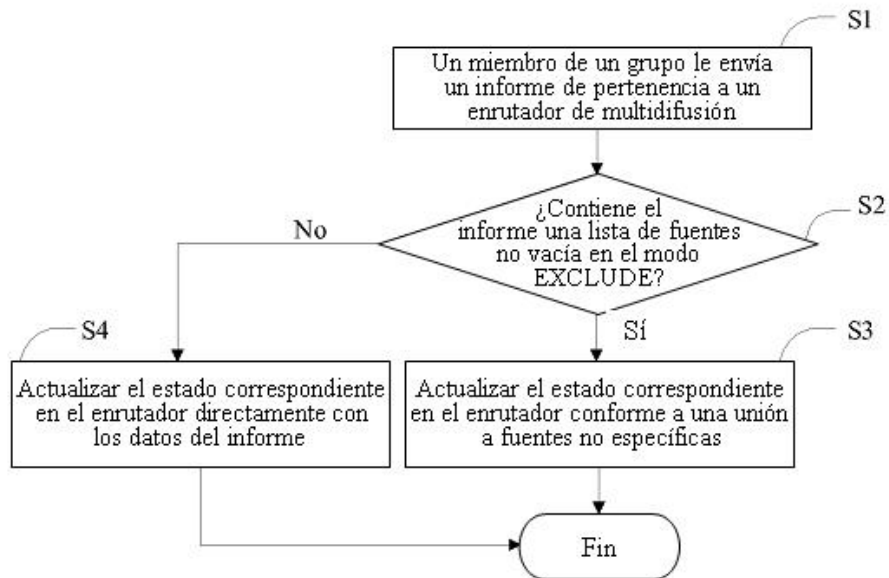 S1
Un miembro de un grupo le envía
un informe de pertenencia a un
enrutador de multidifusión
S2
¿Contiene el
informe una lista de fuentes
no vacía en el modo
EXCLUDE?
No
Sí
S4
S3
Actualizar el estado correspondiente
en el enrutador directamente con
los datos del informe
Actualizar el estado correspondiente
en el enrutador conforme a una unión
a fuentes no específicas
Fin